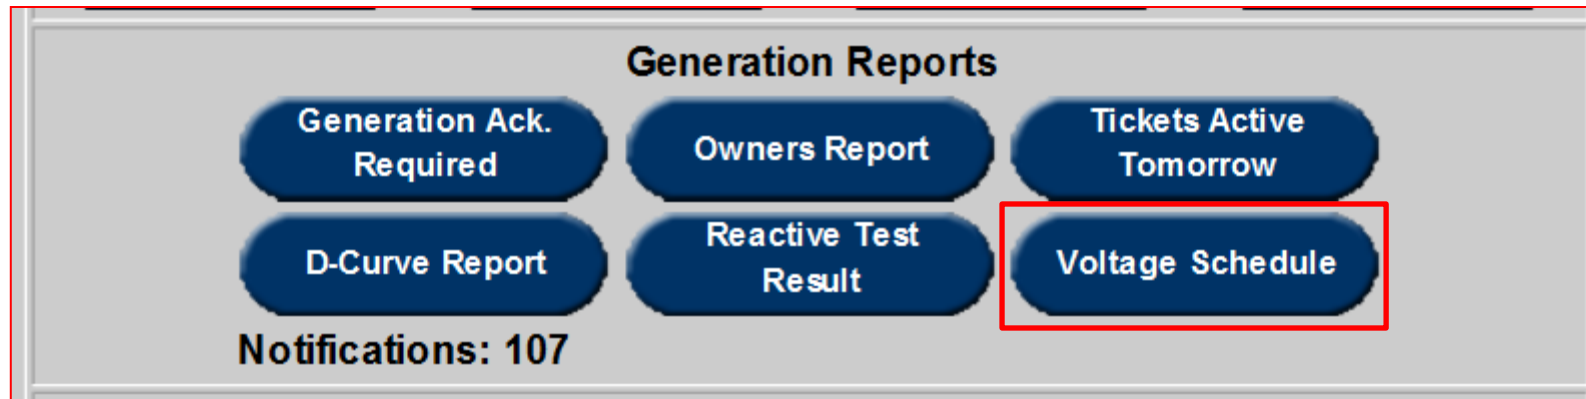 Generation Reports
Generation Ack.
Required
Owners Report
Tickets Active
Tomorrow
D-Curve Report
Reactive Test
Result
Voltage Schedule
Notifications: 107